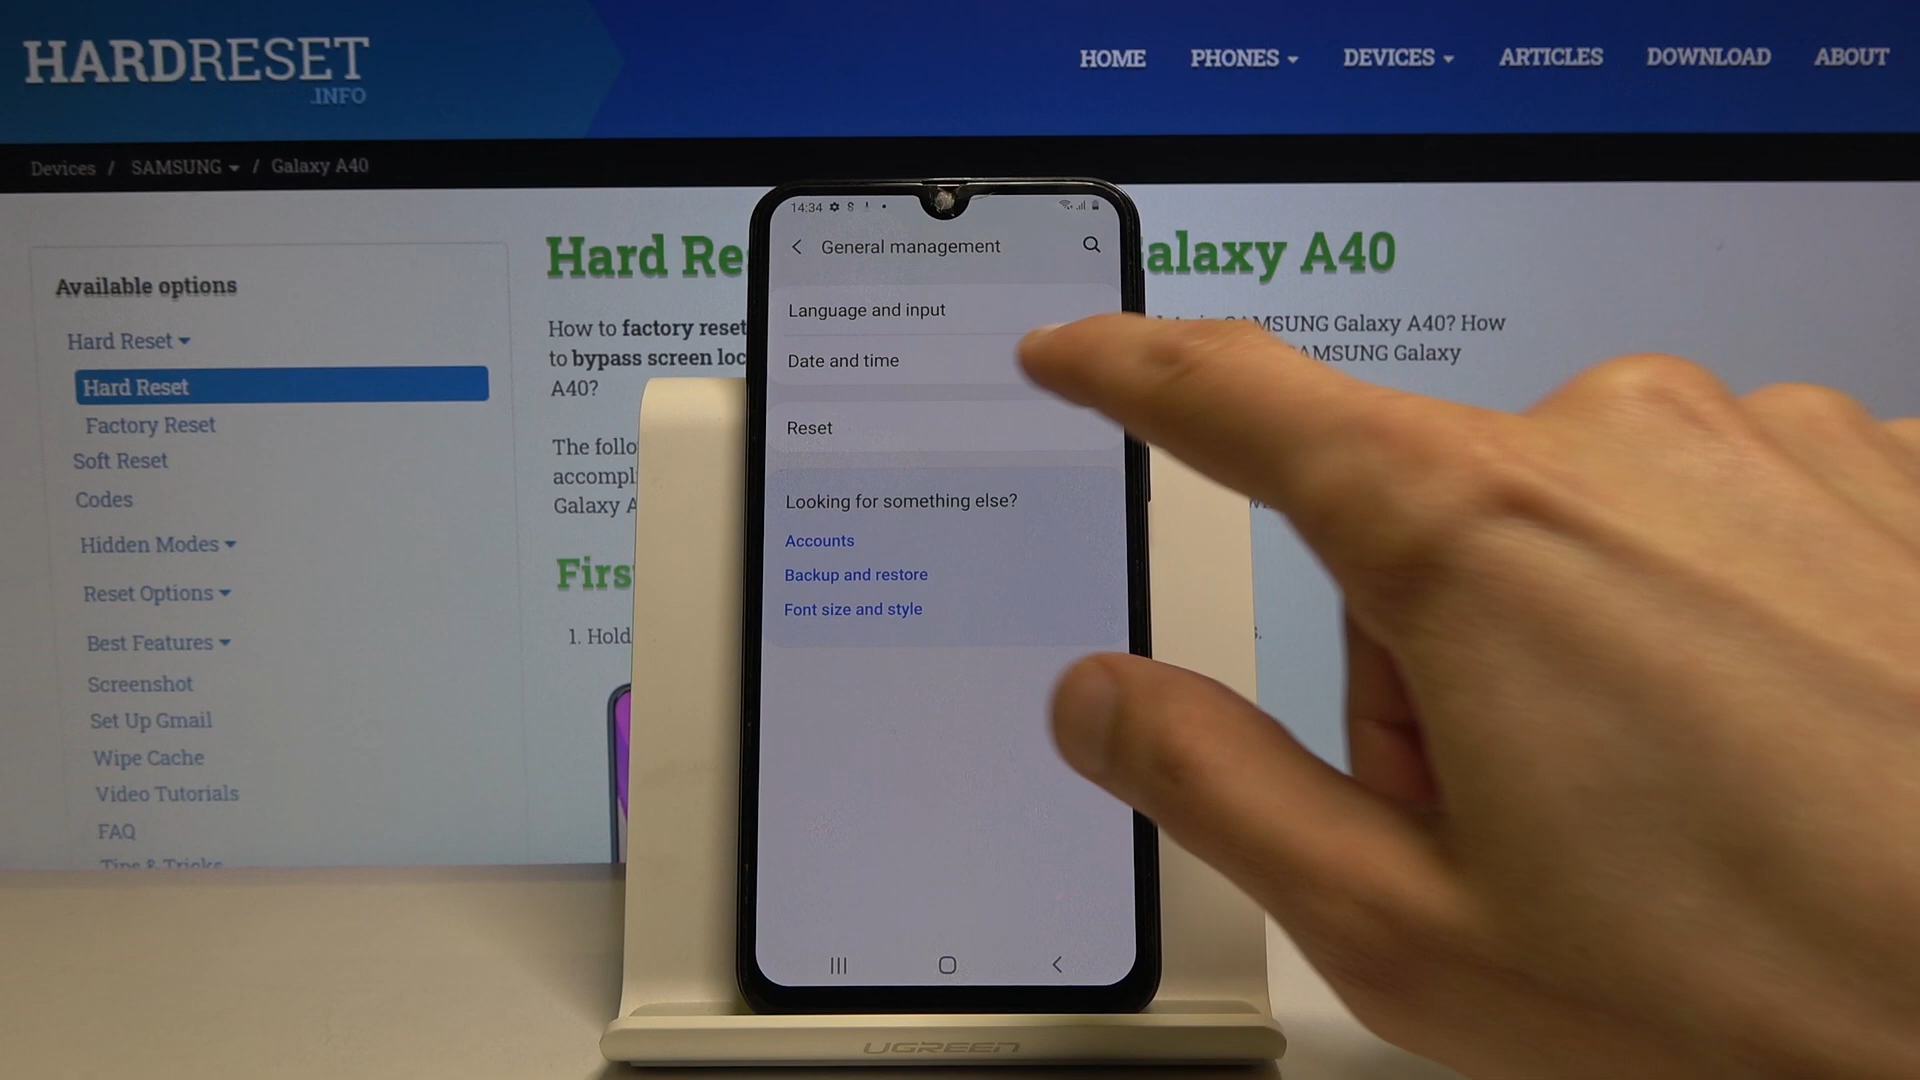 HARDRESET
.INFO
HOME PHONES DEVICES ARTICLES DOWNLOAD ABOUT
Devices / SAMSUNG / Galaxy A40
Available options
Hard Reset
Hard Reset
Factory Reset
Soft Reset
Codes
Hidden Modes
Reset Options
Best Features
Screenshot
Set Up Gmail
Wipe Cache
Video Tutorials
FAQ
Tips & Tricks
Hard Re
alaxy A40
How to factory reset
SAMSUNG Galaxy A40? How
to bypass screen loc
SAMSUNG Galaxy
A40?
The follo
accompl
Galaxy A
Firs
1. Hold
14:34
General management
Language and input
Date and time
Reset
Looking for something else?
Accounts
Backup and restore
Font size and style
UGREEN